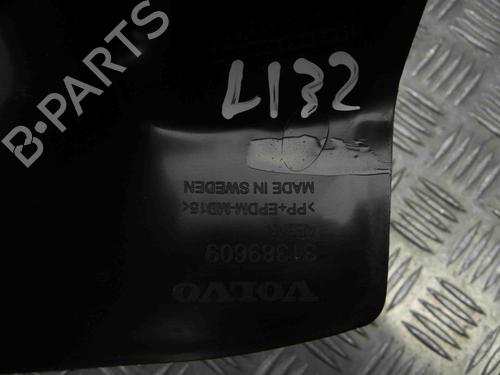 B-PARTS
L132
VOLVO
31389609
>PP+EPDM-MD15<
MADE IN SWEDEN